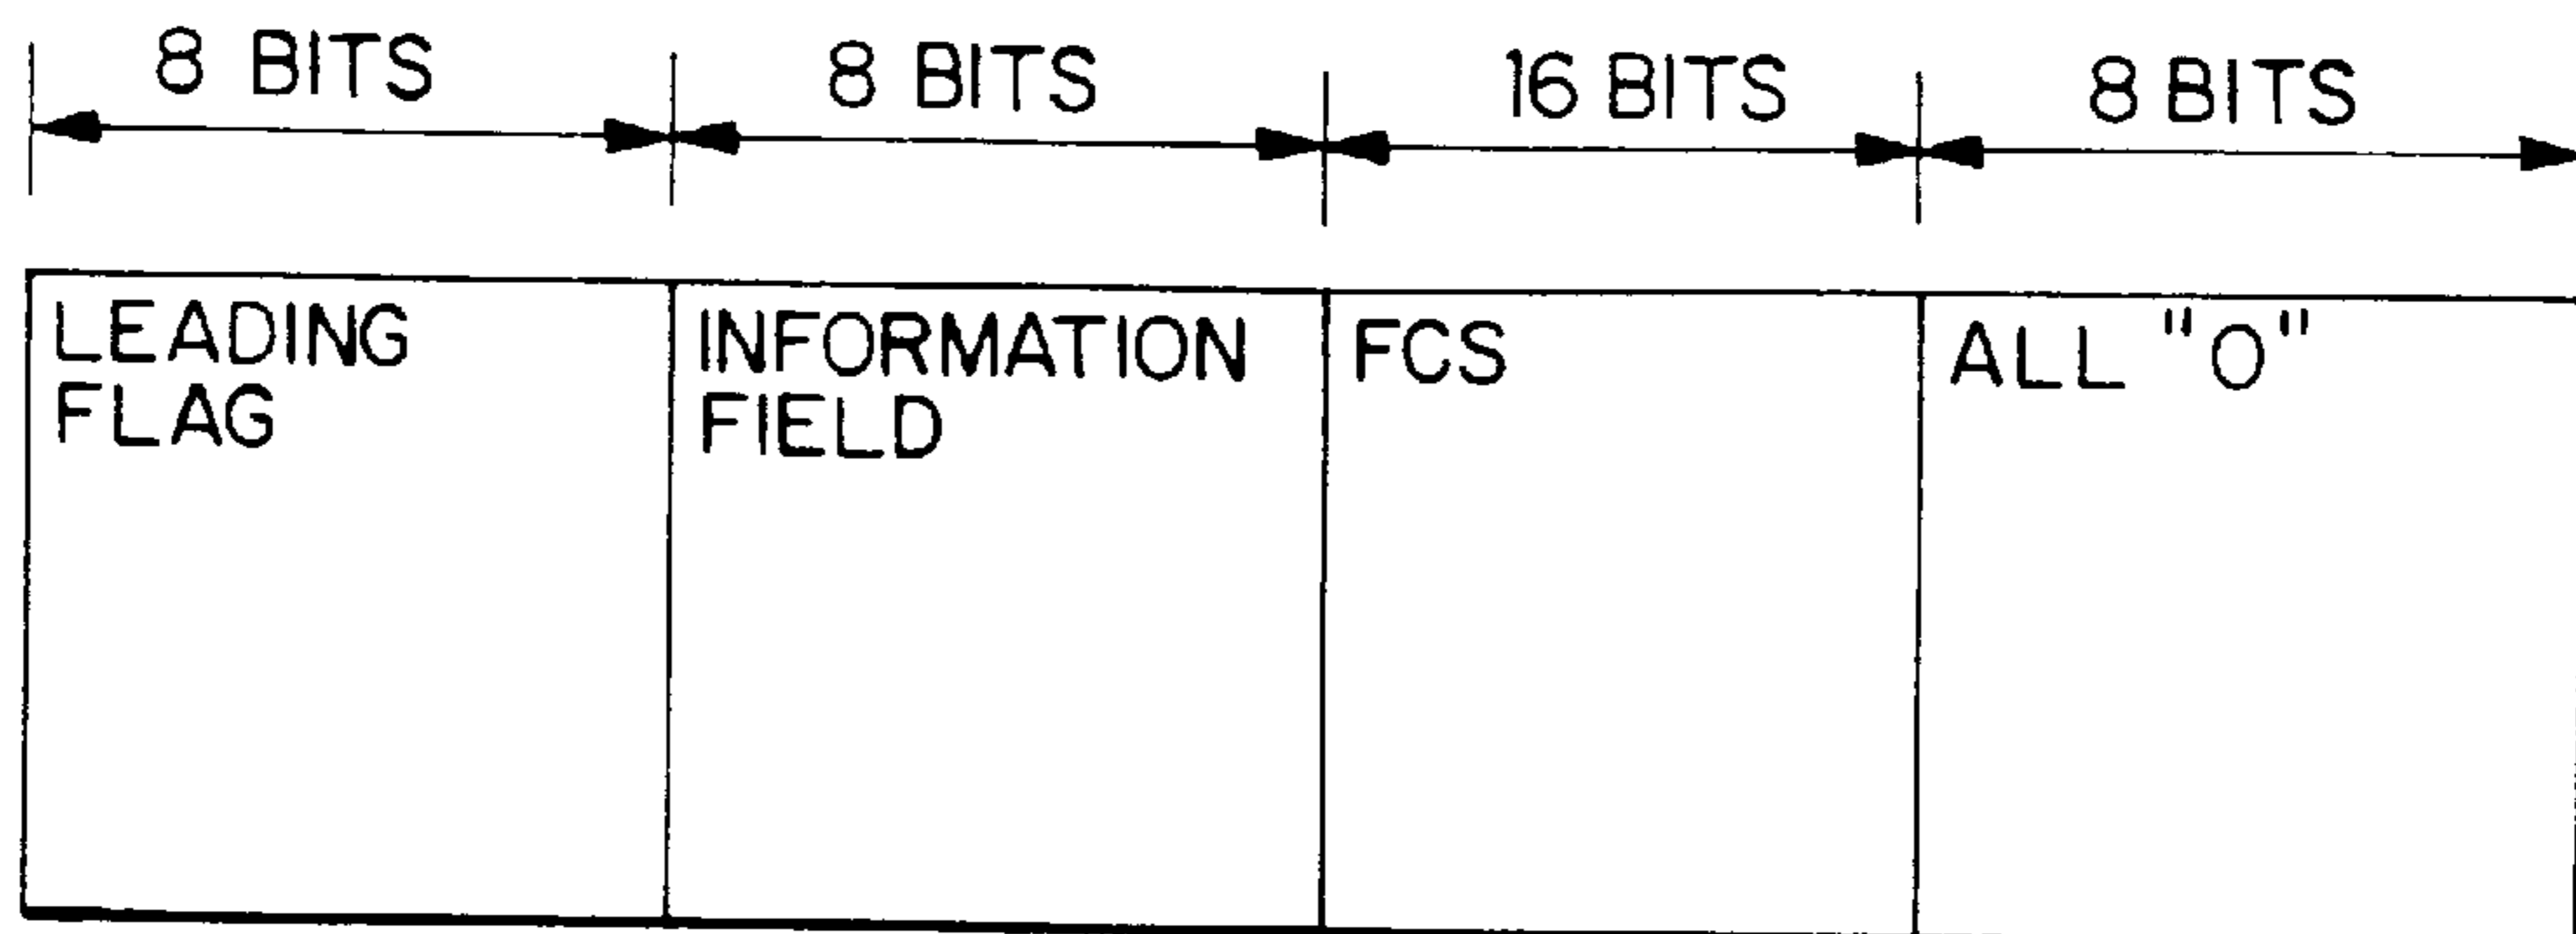 8 BITS 8 BITS 16 BITS 8 BITS
LEADING FLAG
INFORMATION FIELD
FCS
ALL "0"